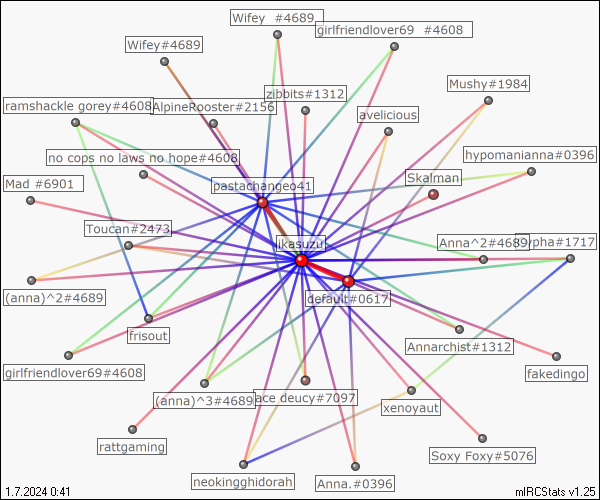 Wifey #4689
girlfriendlover69 #4608
Wifey#4689
Mushy#1984
zibbits#1312
ramshackle gorey#4608
AlpineRooster#2156
avelicious
no cops no laws no hope#4608
hypomanianna#0396
Mad #6901
pastachangeo41
Skalman
Toucan#2473
ikasuzu
Anna^2#4689
rpha#1717
(anna)^2#4689
default#0617
frisout
Annarchist#1312
girlfriendlover69#4608
fakedingo
(anna)^3#4689
ace deucy#7097
xenoyaut
rattgaming
Soxy Foxy#5076
neokingghidorah
Anna.#0396
1.7.2024 0:41
mIRCStats v1.25